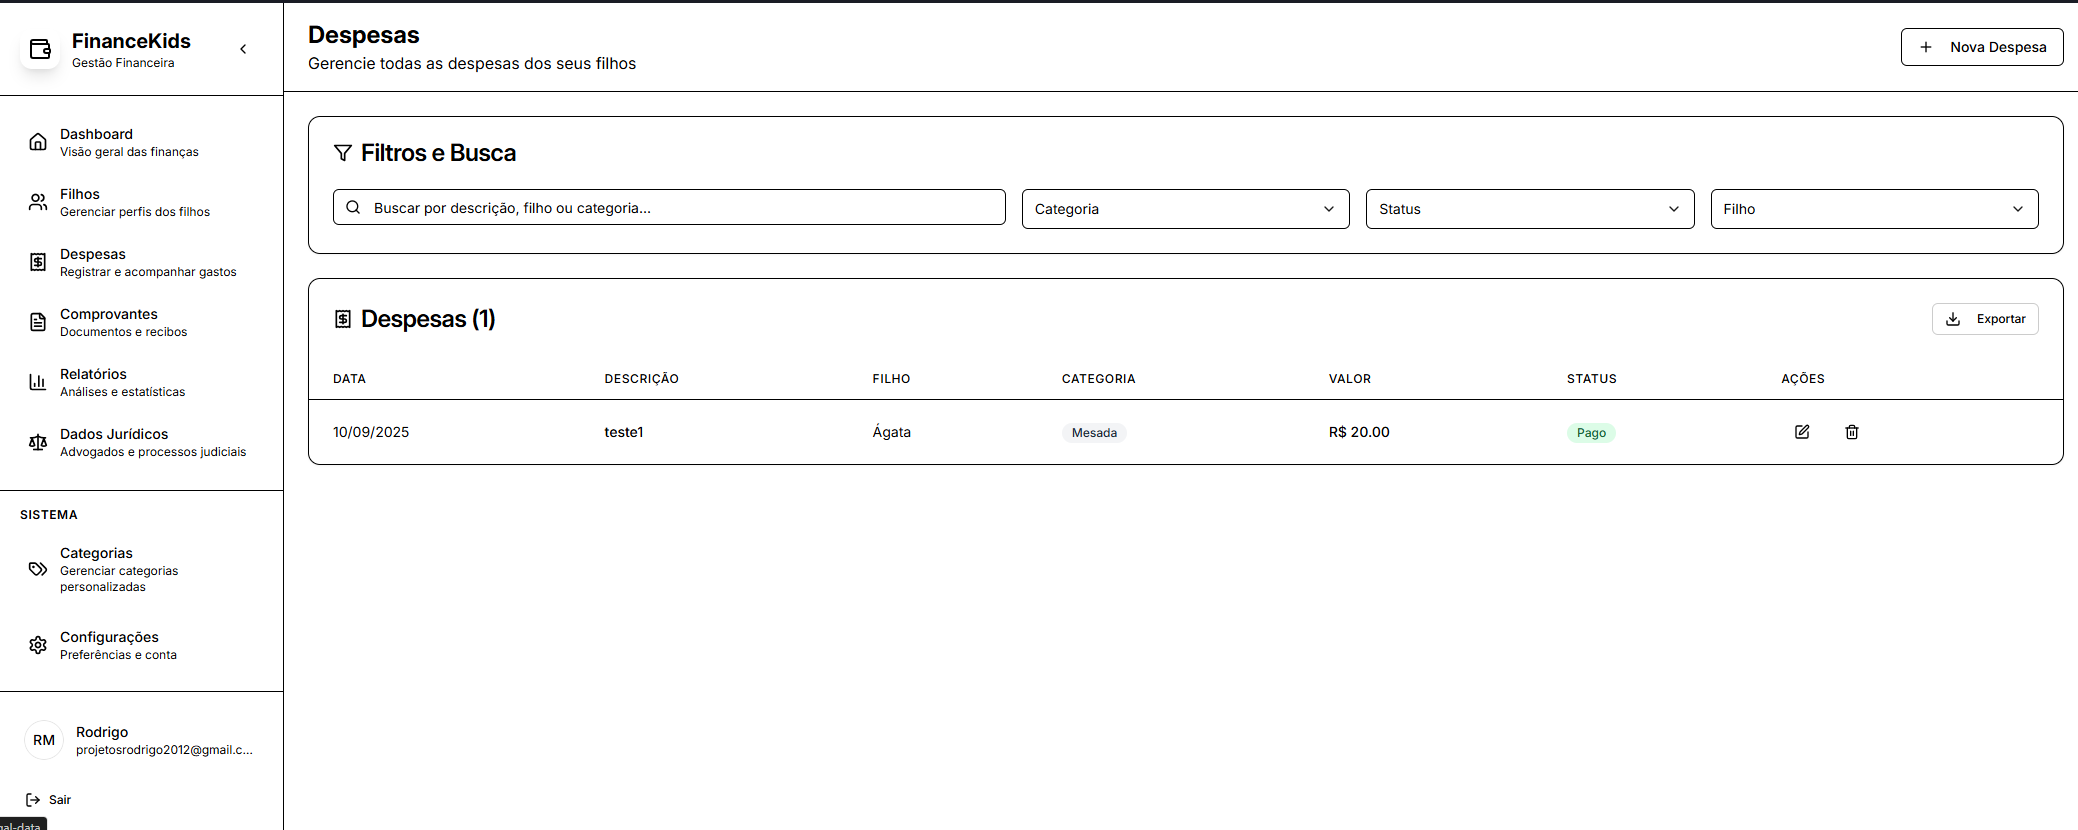 FinanceKids
Gestão Financeira
Dashboard
Visão geral das finanças
Filhos
Gerenciar perfis dos filhos
Despesas
Registrar e acompanhar gastos
Comprovantes
Documentos e recibos
Relatórios
Análises e estatísticas
Dados Jurídicos
Advogados e processos judiciais
SISTEMA
Categorias
Gerenciar categorias
personalizadas
Configurações
Preferências e conta
RM
Rodrigo
projetosrodrigo2012@gmail.c...
Sair
Despesas
Gerencie todas as despesas dos seus filhos
Nova Despesa
Filtros e Busca
Buscar por descrição, filho ou categoria...
Categoria
Status
Filho
Despesas (1)
Exportar
DATA DESCRIÇÃO FILHO CATEGORIA VALOR STATUS AÇÕES
10/09/2025 teste1 Ágata Mesada R$ 20.00 Pago